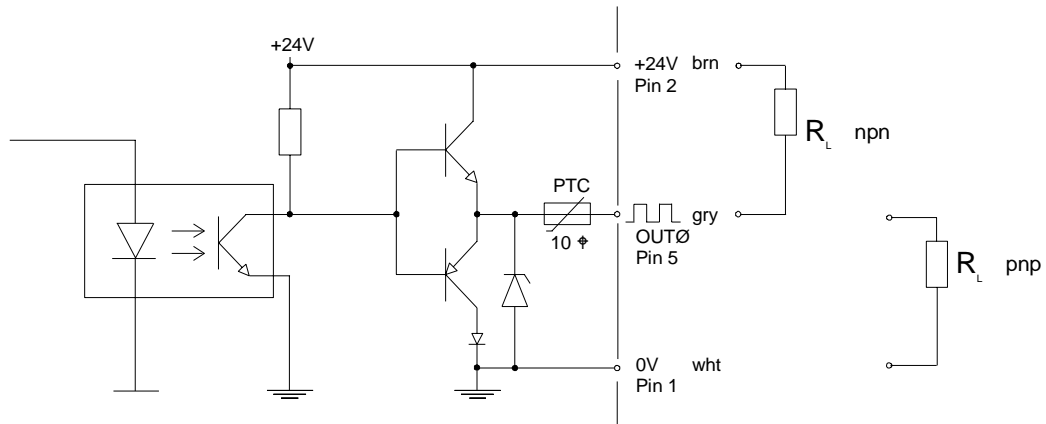 +24V
+24V brn
Pin 2
R L npn
PTC
gry
10
OUTØ
Pin 5
R L pnp
0V wht
Pin 1